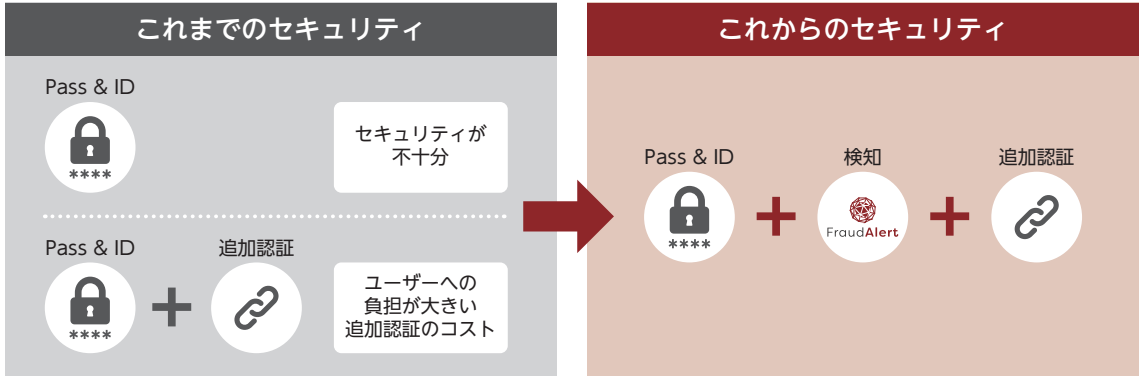 これまでのセキュリティ
Pass & ID
****
セキュリティが
不十分
Pass & ID
****
追加認証
ユーザーへの
負担が大きい
追加認証のコスト
これからのセキュリティ
Pass & ID
****
検知
FraudAlert
追加認証